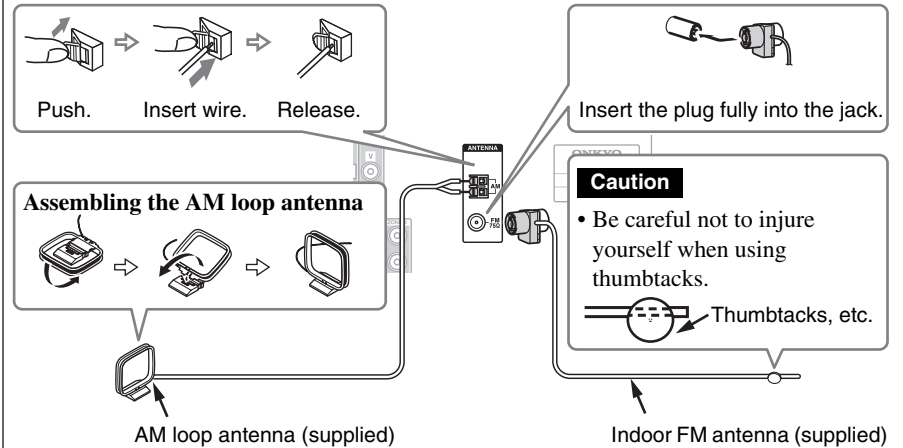 Push.
Insert wire.
Release.
Insert the plug fully into the jack.
ANTENNA
AM
FM
75Ω
V
ONKYO
Caution
• Be careful not to injure
yourself when using
thumbtacks.
Thumbtacks, etc.
Assembling the AM loop antenna
AM loop antenna (supplied)
Indoor FM antenna (supplied)